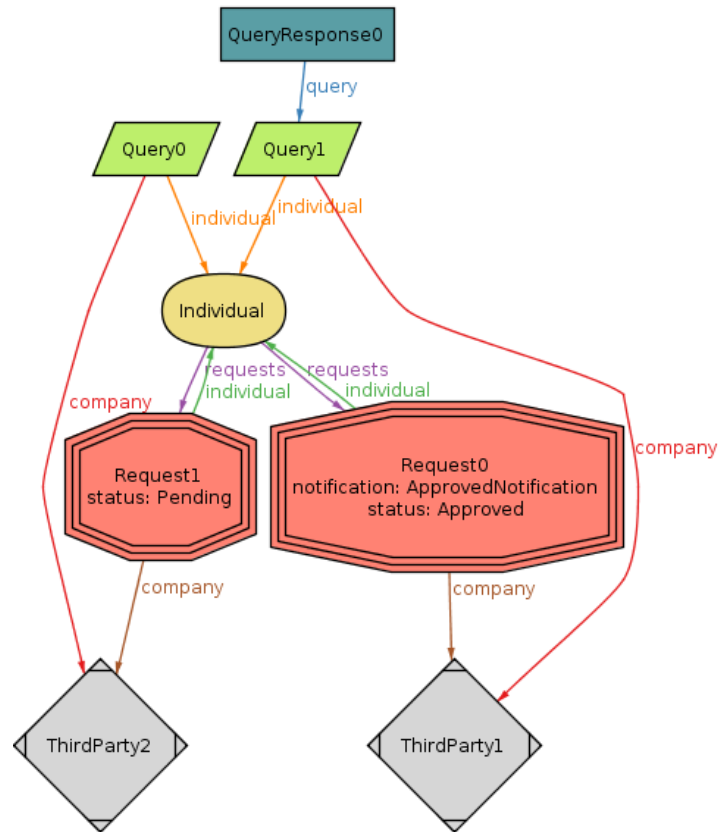 QueryResponse0
query
Query0
Query1
individual
individual
Individual
requests
requests
individual
individual
company
Request1
status: Pending
Request0
notification: ApprovedNotification
status: Approved
company
company
company
ThirdParty2
ThirdParty1